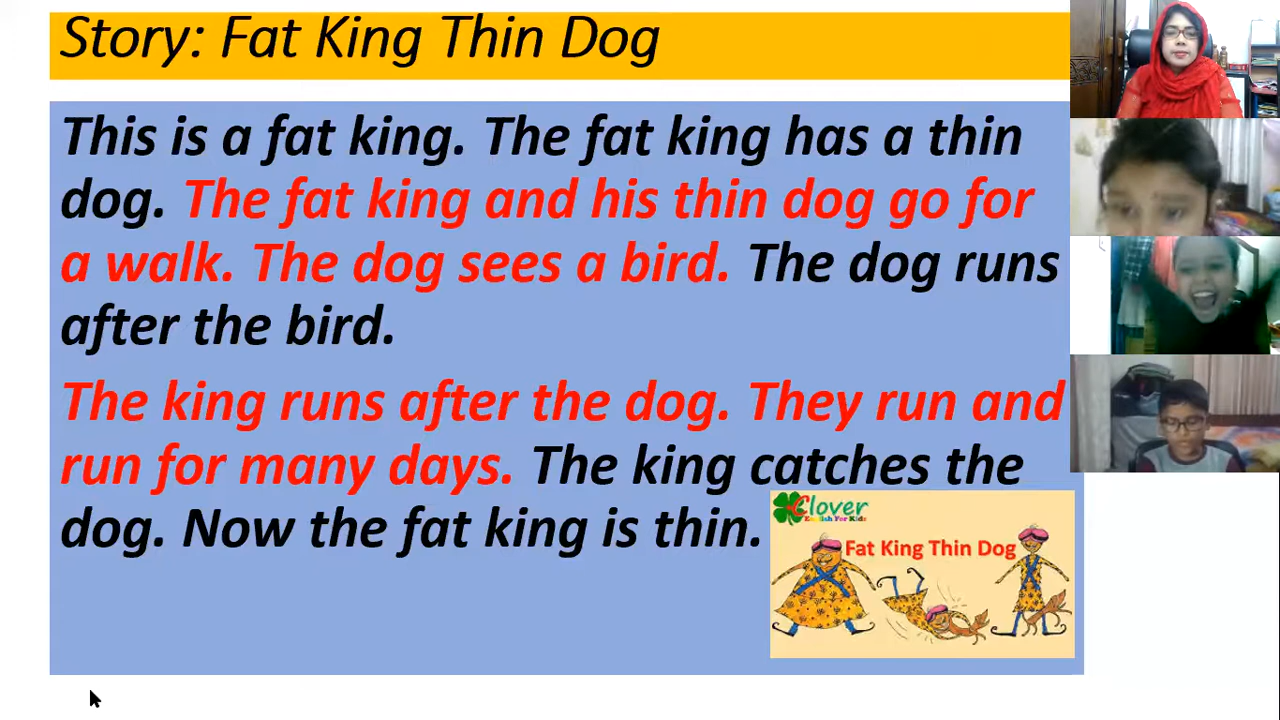 Story: Fat King Thin Dog
This is a fat king. The fat king has a thin
dog. The fat king and his thin dog go for
a walk. The dog sees a bird. The dog runs
after the bird.
The king runs after the dog. They run and
run for many days. The king catches the
dog. Now the fat king is thin.
Clover
English For Kids
Fat King Thin Dog